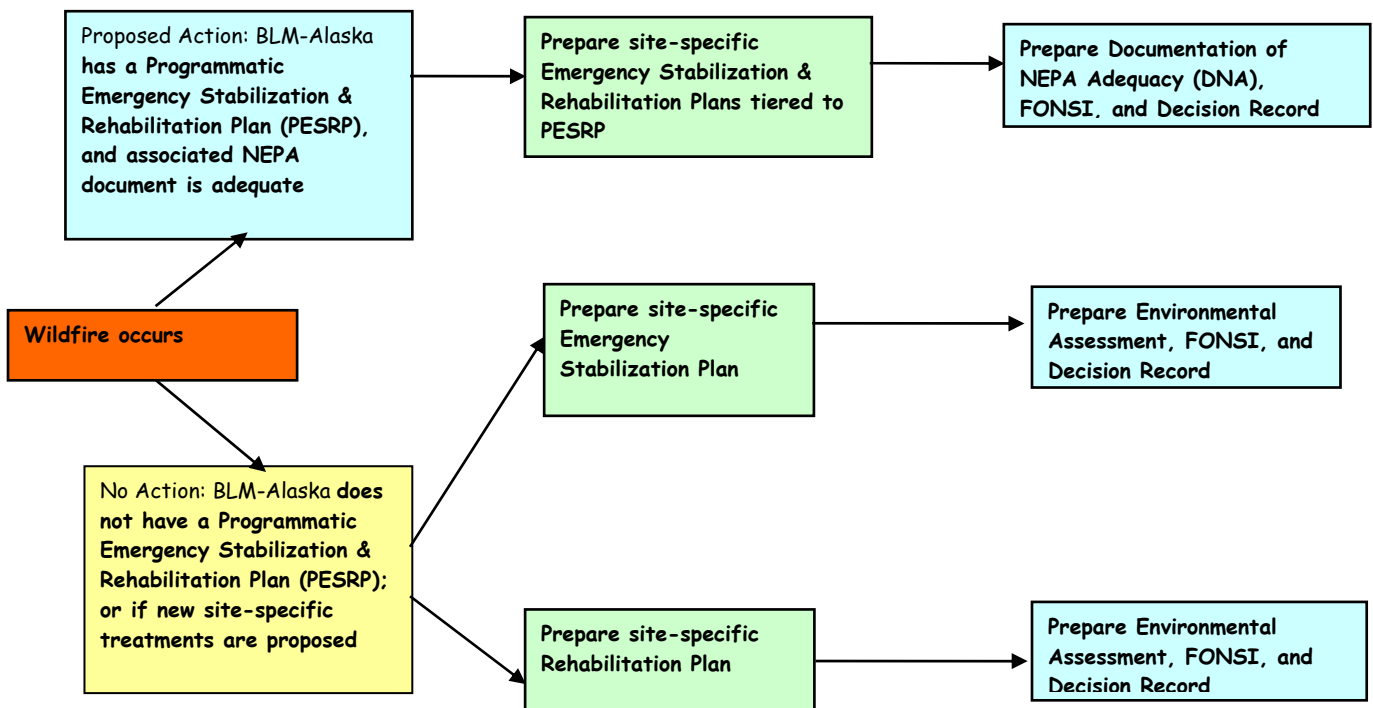 Proposed Action: BLM-Alaska
has a Programmatic
Emergency Stabilization &
Rehabilitation Plan (PESRP),
and associated NEPA
document is adequate
Prepare site-specific
Emergency Stabilization &
Rehabilitation Plans tiered to
PESRP
Prepare Documentation of
NEPA Adequacy (DNA),
FONSI, and Decision Record
Wildfire occurs
Prepare site-specific
Emergency
Stabilization Plan
Prepare Environmental
Assessment, FONSI, and
Decision Record
No Action: BLM-Alaska does
not have a Programmatic
Emergency Stabilization &
Rehabilitation Plan (PESRP);
or if new site-specific
treatments are proposed
Prepare site-specific
Rehabilitation Plan
Prepare Environmental
Assessment, FONSI, and
Decision Record